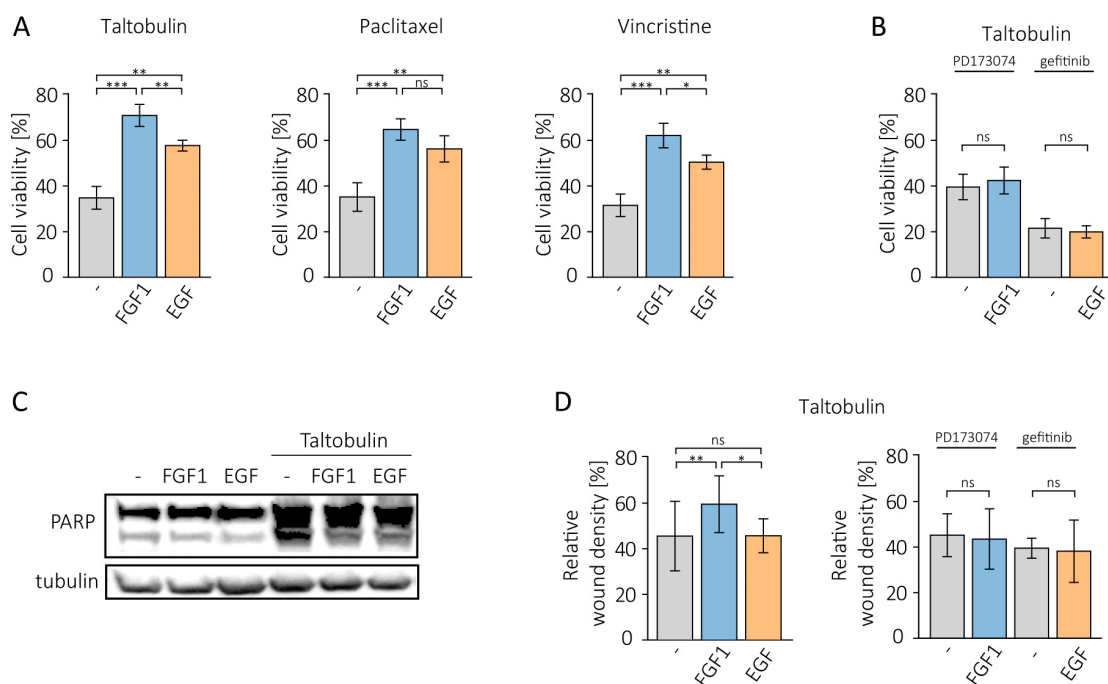 A
Taltobulin
Paclitaxel
Vincristine
B
Taltobulin
PD173074 gefitinib
** *** **
** *** ns
** *** *
ns ns
Cell viability [%]
80
60
40
20
0
- FGF1 EGF
Cell viability [%]
80
60
40
20
0
- FGF1 EGF
Cell viability [%]
80
60
40
20
0
- FGF1 EGF
Cell viability [%]
80
60
40
20
0
- FGF1 - EGF
C
Taltobulin
- FGF1 EGF - FGF1 EGF
PARP
tubulin
D
Taltobulin
ns
** *
Relative
wound density [%]
80
60
40
20
0
- FGF1 EGF
PD173074 gefitinib
ns ns
Relative
wound density [%]
80
60
40
20
0
- FGF1 - EGF